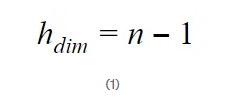 h_dim = n − 1
(1)